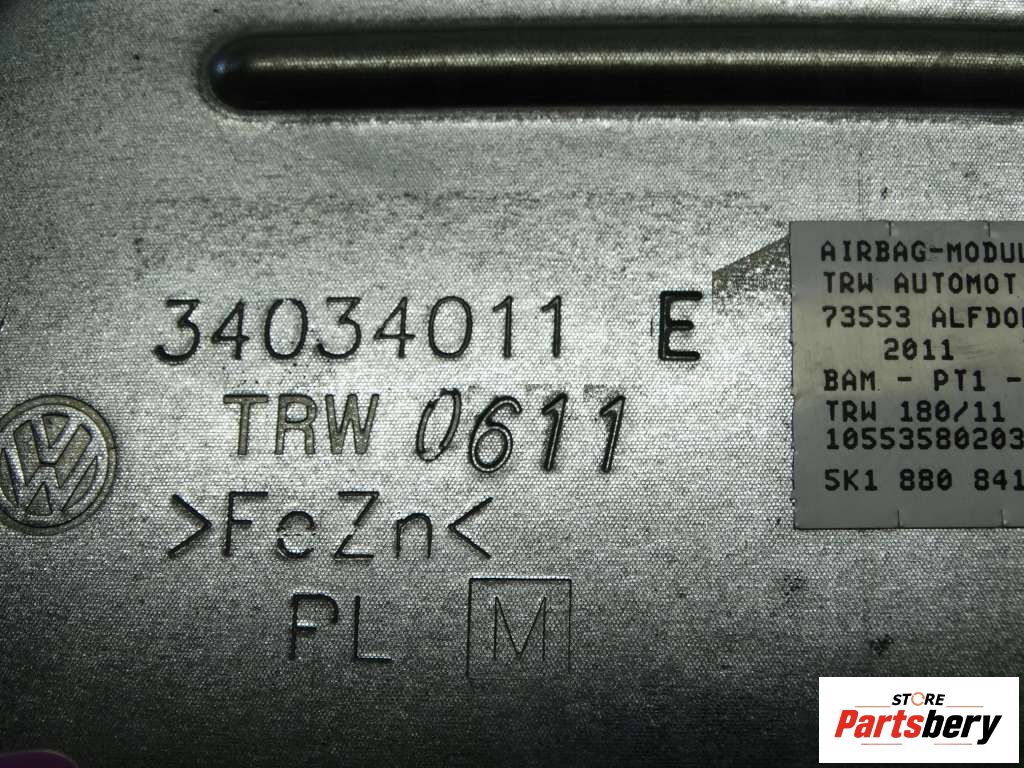 34034011 E
TRW 0611
>FeZn<
PL M
AIRBAG-MODUL
TRW AUTOMOT
73553 ALFDO
2011
BAM - PT1 -
TRW 180/11
10553580203
5K1 880 841
STORE
Partsbery